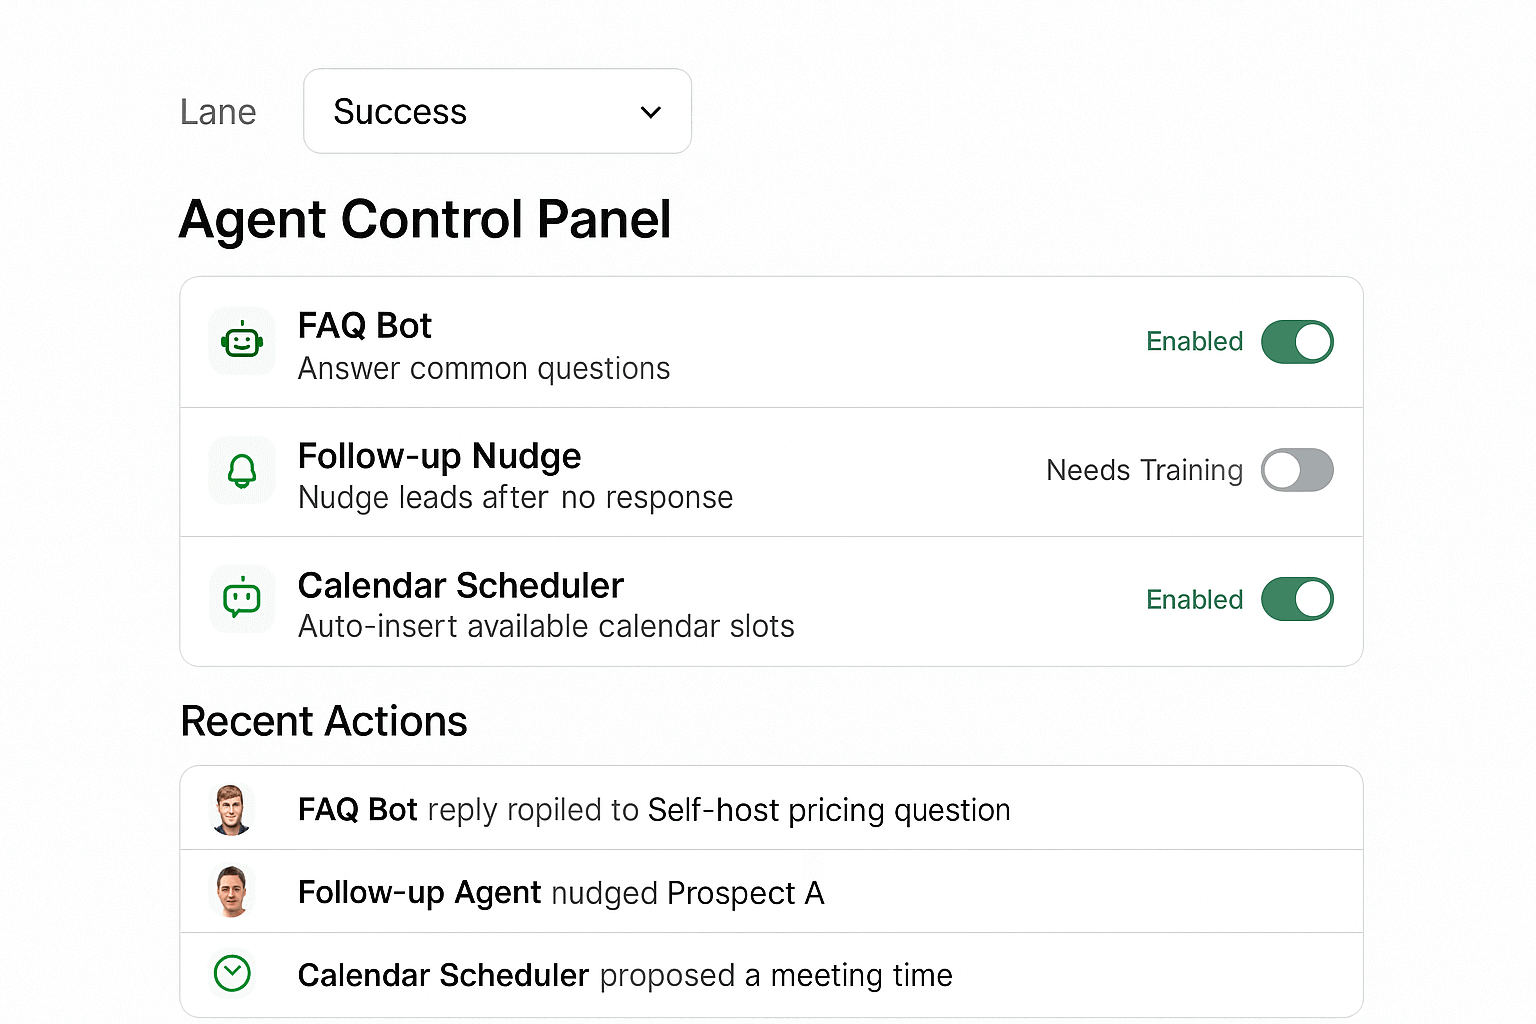 Lane
Success
Agent Control Panel
FAQ Bot
Answer common questions
Enabled
Follow-up Nudge
Nudge leads after no response
Needs Training
Calendar Scheduler
Auto-insert available calendar slots
Enabled
Recent Actions
FAQ Bot reply ropiled to Self-host pricing question
Follow-up Agent nudged Prospect A
Calendar Scheduler proposed a meeting time